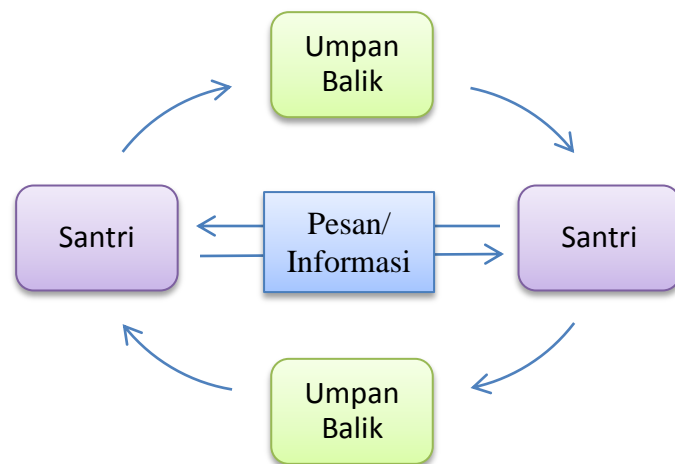 Umpan
Balik
Santri
Pesan/
Informasi
Santri
Umpan
Balik